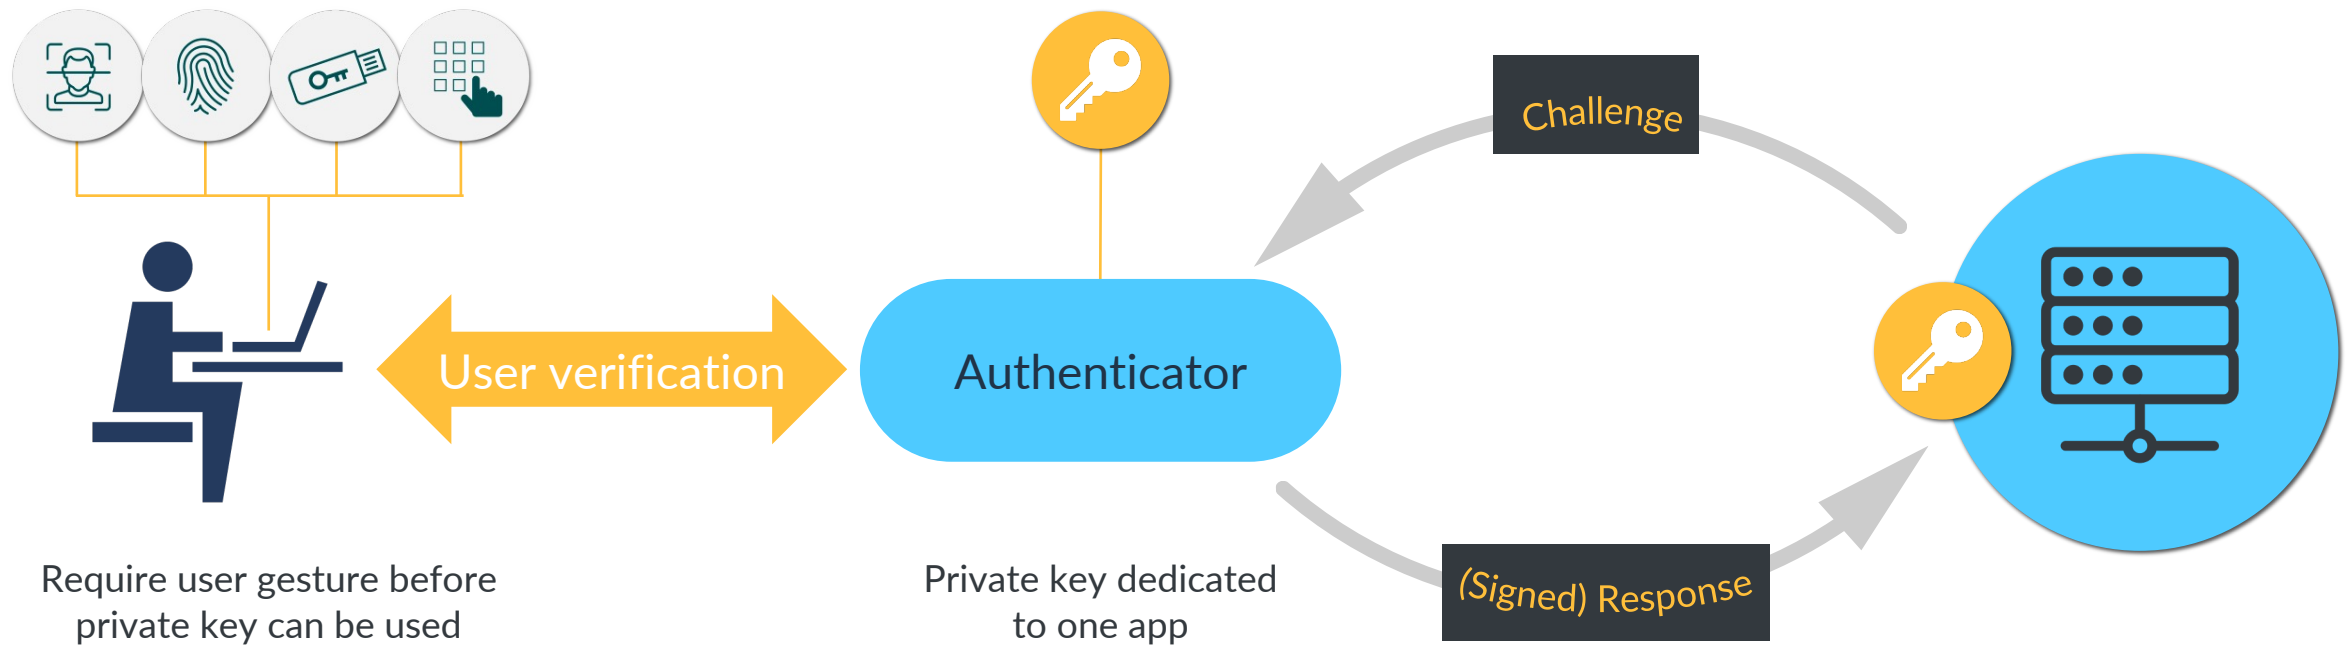 Challenge
User verification
Authenticator
Require user gesture before
private key can be used
Private key dedicated
to one app
(Signed) Response